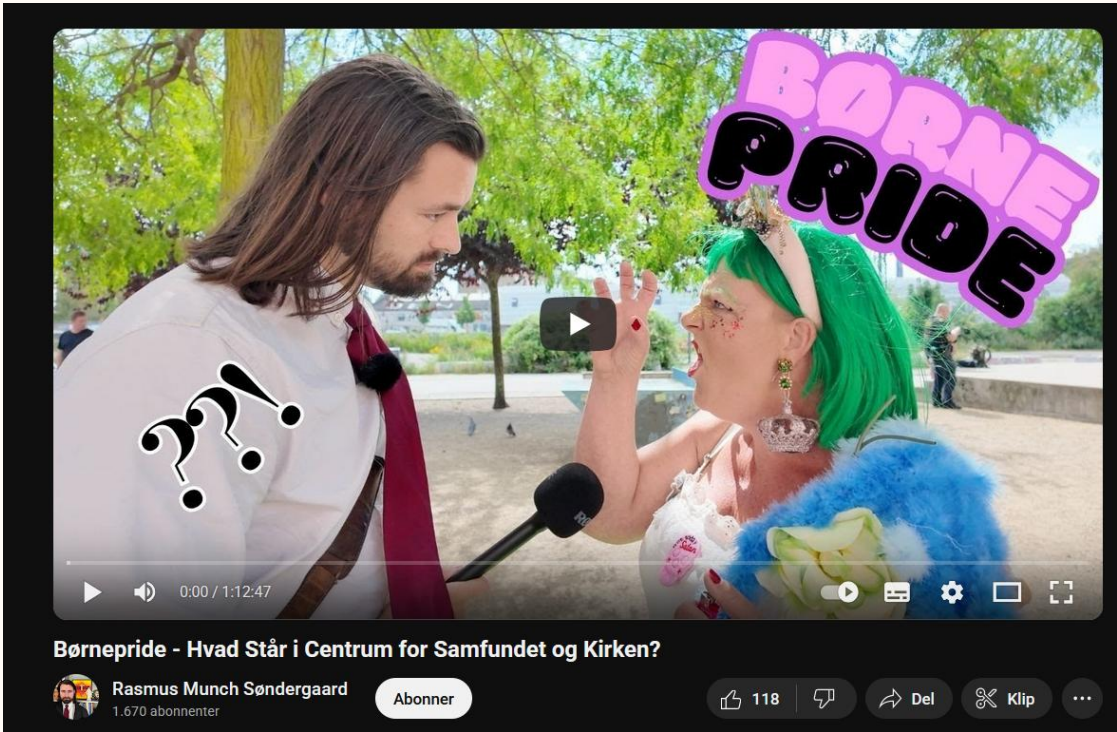 BØRNE
PRIDE
??!
0:00 / 1:12:47
Børnepride - Hvad Står i Centrum for Samfundet og Kirken?
Rasmus Munch Søndergaard
1.670 abonnenter
Abonner
118
Del
Klip